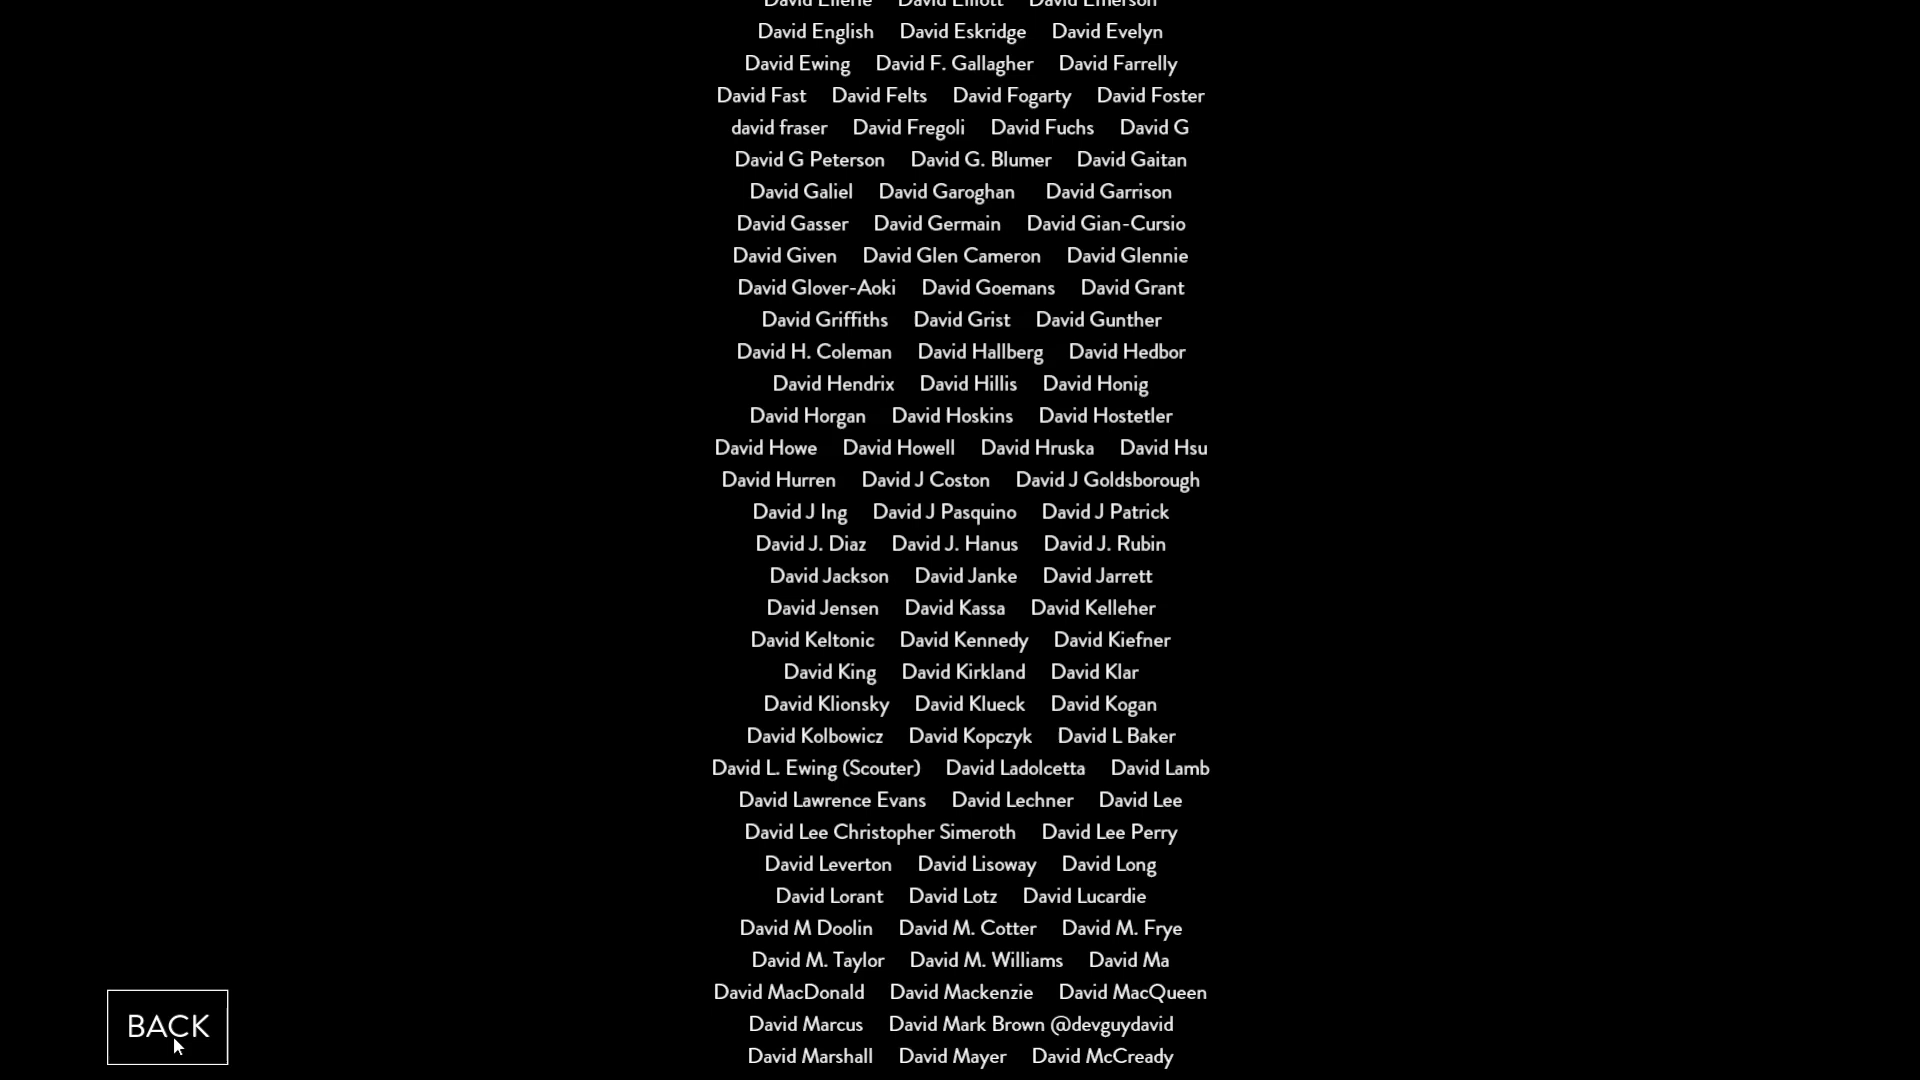 David Ellerie David Elliott David Emerson
David English David Eskridge David Evelyn
David Ewing David F. Gallagher David Farrelly
David Fast David Felts David Fogarty David Foster
david fraser David Fregoli David Fuchs David G
David G Peterson David G. Blumer David Gaitan
David Galiel David Garoghan David Garrison
David Gasser David Germain David Gian-Cursio
David Given David Glen Cameron David Glennie
David Glover-Aoki David Goemans David Grant
David Griffiths David Grist David Gunther
David H. Coleman David Hallberg David Hedbor
David Hendrix David Hillis David Honig
David Horgan David Hoskins David Hostetler
David Howe David Howell David Hruska David Hsu
David Hurren David J Coston David J Goldsborough
David J Ing David J Pasquino David J Patrick
David J. Diaz David J. Hanus David J. Rubin
David Jackson David Janke David Jarrett
David Jensen David Kassa David Kelleher
David Keltonic David Kennedy David Kiefner
David King David Kirkland David Klar
David Klionsky David Klueck David Kogan
David Kolbowicz David Kopczyk David L Baker
David L. Ewing (Scouter) David Ladolcetta David Lamb
David Lawrence Evans David Lechner David Lee
David Lee Christopher Simeroth David Lee Perry
David Leverton David Lisoway David Long
David Lorant David Lotz David Lucardie
David M Doolin David M. Cotter David M. Frye
David M. Taylor David M. Williams David Ma
David MacDonald David Mackenzie David MacQueen
David Marcus David Mark Brown @devguydavid
David Marshall David Mayer David McCready
BACK